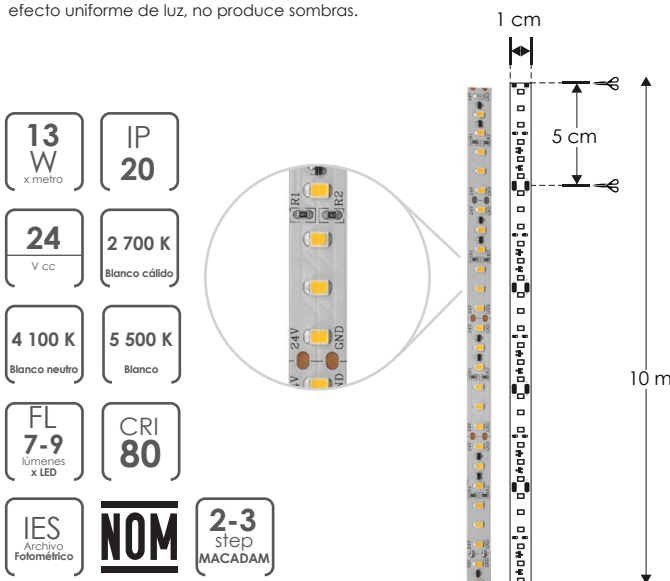 efecto uniforme de luz, no produce sombras.
1 cm
5 cm
10 m
13
W
x metro
IP
20
24
V cc
2 700 K
Blanco cálido
4 100 K
Blanco neutro
5 500 K
Blanco
FL
7-9
lúmenes
x LED
CRI
80
IES
Archivo
Fotométrico
NOM
2-3
step
MACADAM
R1
R2
24V
GND